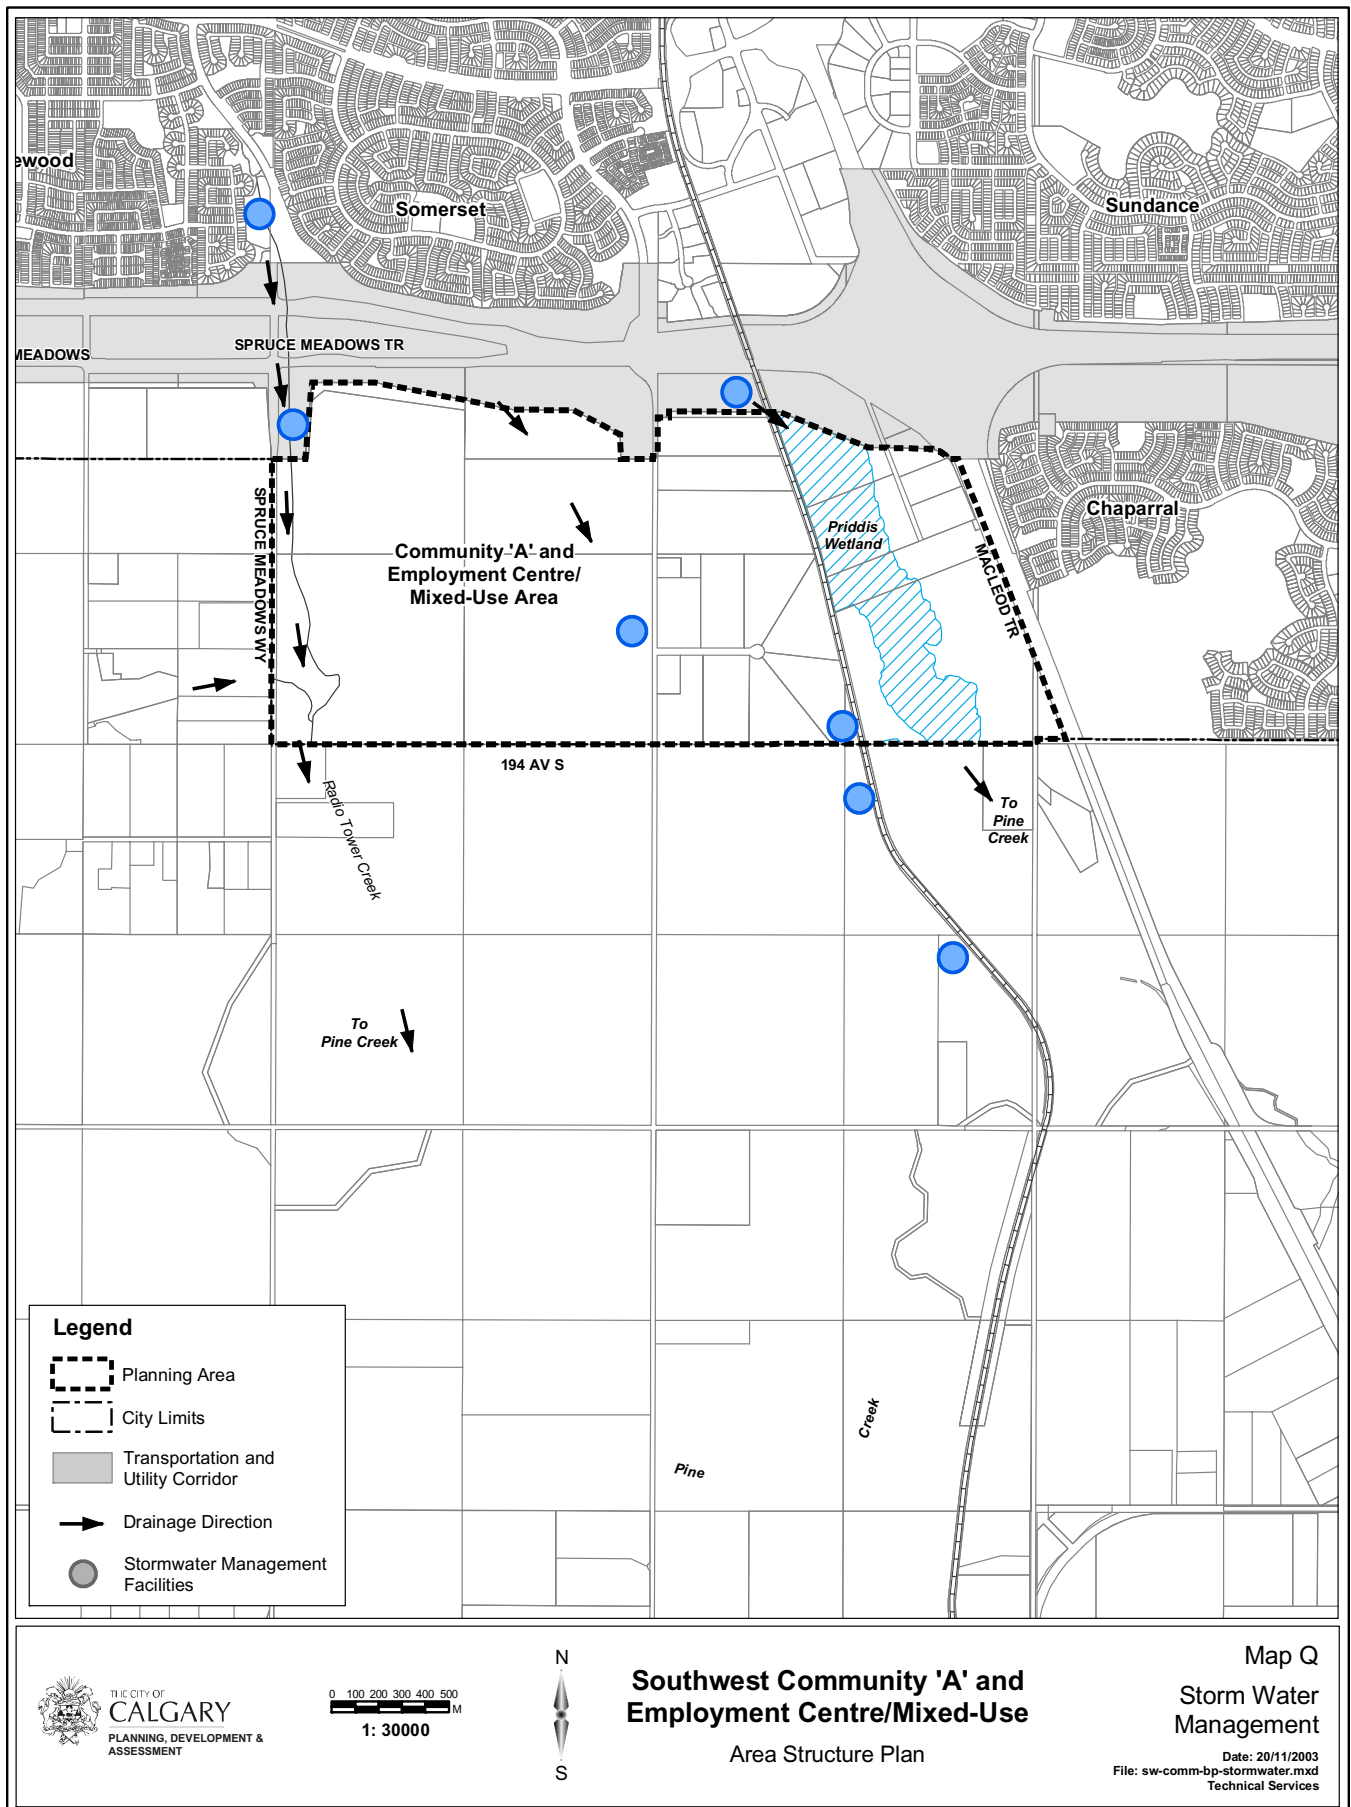 ewood
Somerset
Sundance
SPRUCE MEADOWS TR
MEADOWS
SPRUCE MEADOWS WY
Community 'A' and
Employment Centre/
Mixed-Use Area
Priddis
Wetland
MACLEOD TR
Chaparral
194 AV S
Radio Tower Creek
To
Pine
Creek
To
Pine Creek
Creek
Pine
Legend
Planning Area
City Limits
Transportation and
Utility Corridor
Drainage Direction
Stormwater Management
Facilities
THE CITY OF
CALGARY
PLANNING, DEVELOPMENT &
ASSESSMENT
0 100 200 300 400 500
M
1: 30000
N
S
Southwest Community 'A' and
Employment Centre/Mixed-Use
Area Structure Plan
Map Q
Storm Water
Management
Date: 20/11/2003
File: sw-comm-bp-stormwater.mxd
Technical Services